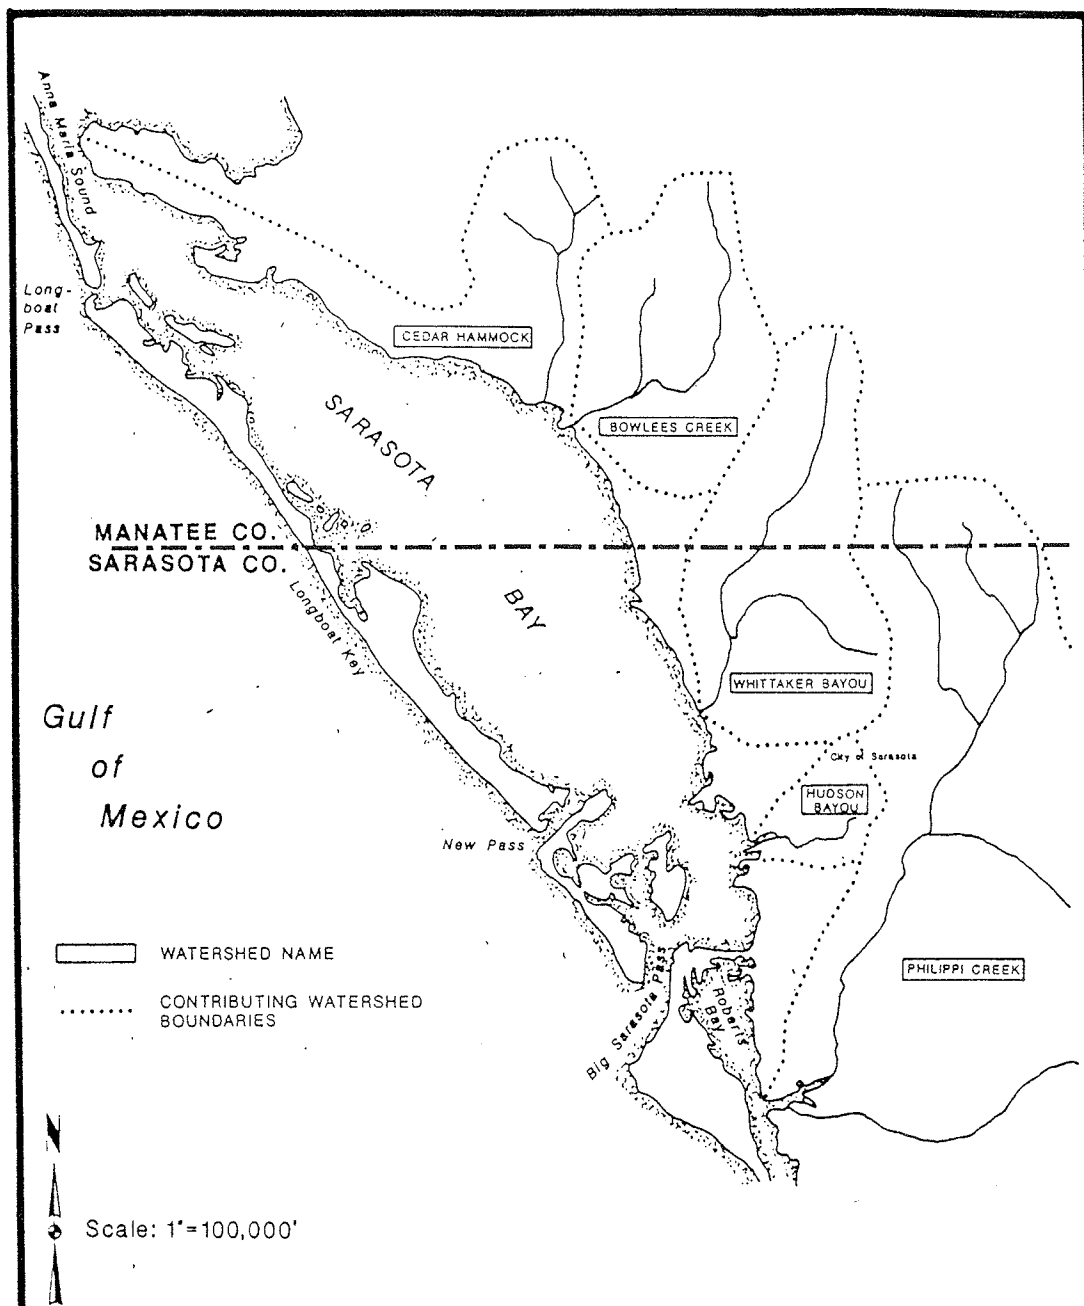 Anna Maria Sound
Long-
boat
Pass
CEDAR HAMMOCK
BOWLEES CREEK
SARASOTA
BAY
MANATEE CO.
SARASOTA CO.
Longboat Key
WHITTAKER BAYOU
City of Sarasota
HUDSON
BAYOU
Gulf
of
Mexico
New Pass
PHILIPPI CREEK
Big Sarasota Pass
Roberts
Bay
WATERSHED NAME
CONTRIBUTING WATERSHED
BOUNDARIES
N
Scale: 1"=100,000'